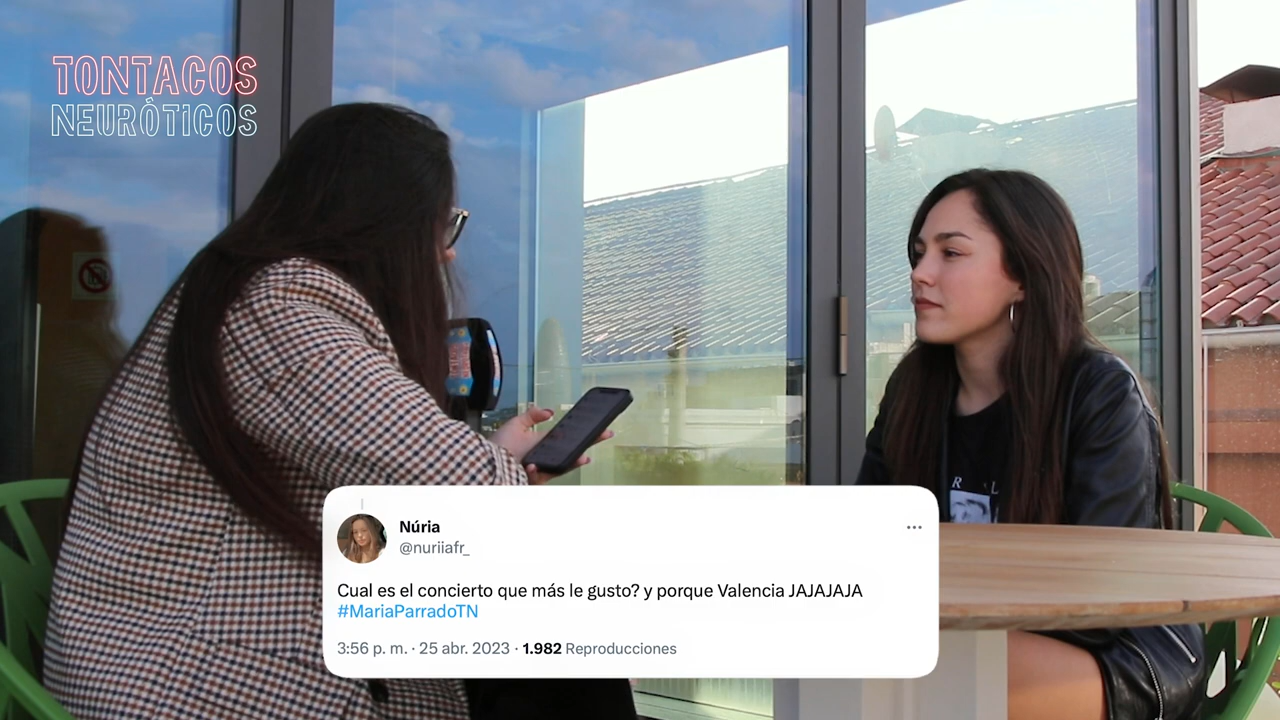 TONTACOS
NEURÓTICOS
Núria
@nuriiafr_
Cual es el concierto que más le gusto? y porque Valencia JAJAJAJA
#MariaParradoTN
3:56 p. m. · 25 abr. 2023 · 1.982 Reproducciones